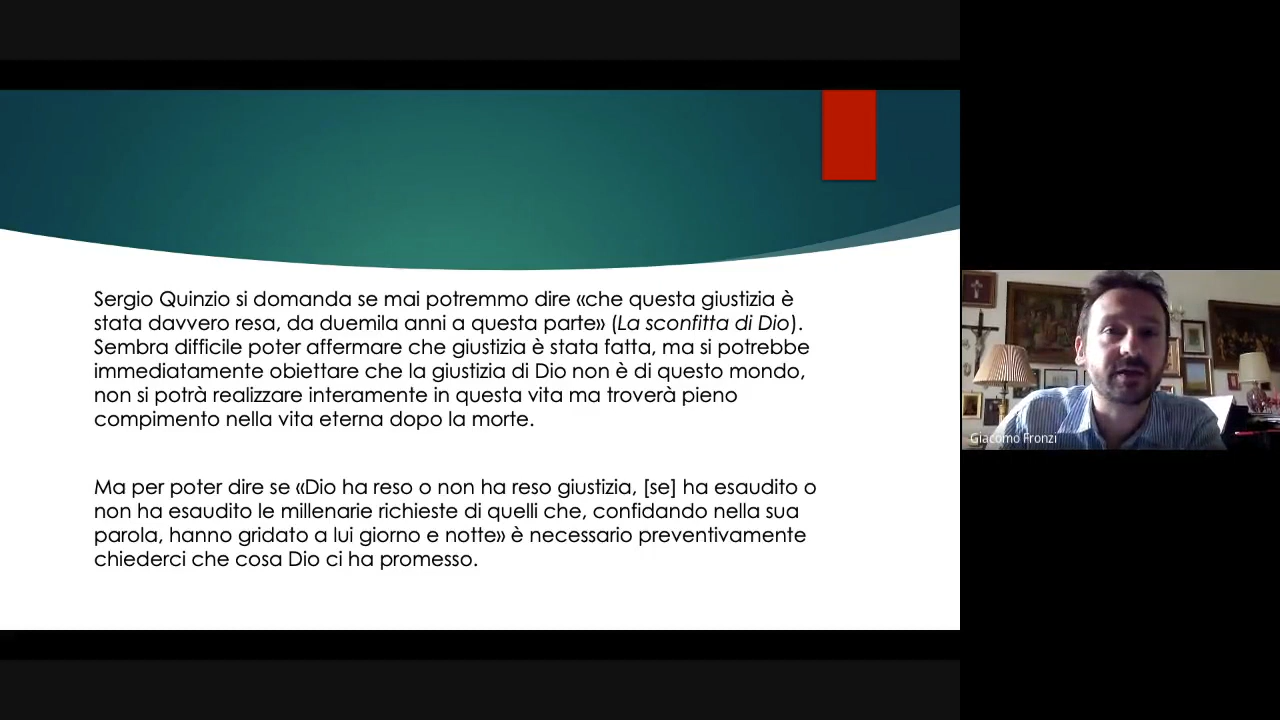 Sergio Quinzio si domanda se mai potremmo dire «che questa giustizia è
stata davvero resa, da duemila anni a questa parte» (La sconfitta di Dio).
Sembra difficile poter affermare che giustizia è stata fatta, ma si potrebbe
immediatamente obiettare che la giustizia di Dio non è di questo mondo,
non si potrà realizzare interamente in questa vita ma troverà pieno
compimento nella vita eterna dopo la morte.
Ma per poter dire se «Dio ha reso o non ha reso giustizia, [se] ha esaudito o
non ha esaudito le millenarie richieste di quelli che, confidando nella sua
parola, hanno gridato a lui giorno e notte» è necessario preventivamente
chiederci che cosa Dio ci ha promesso.
Giacomo Fronzi